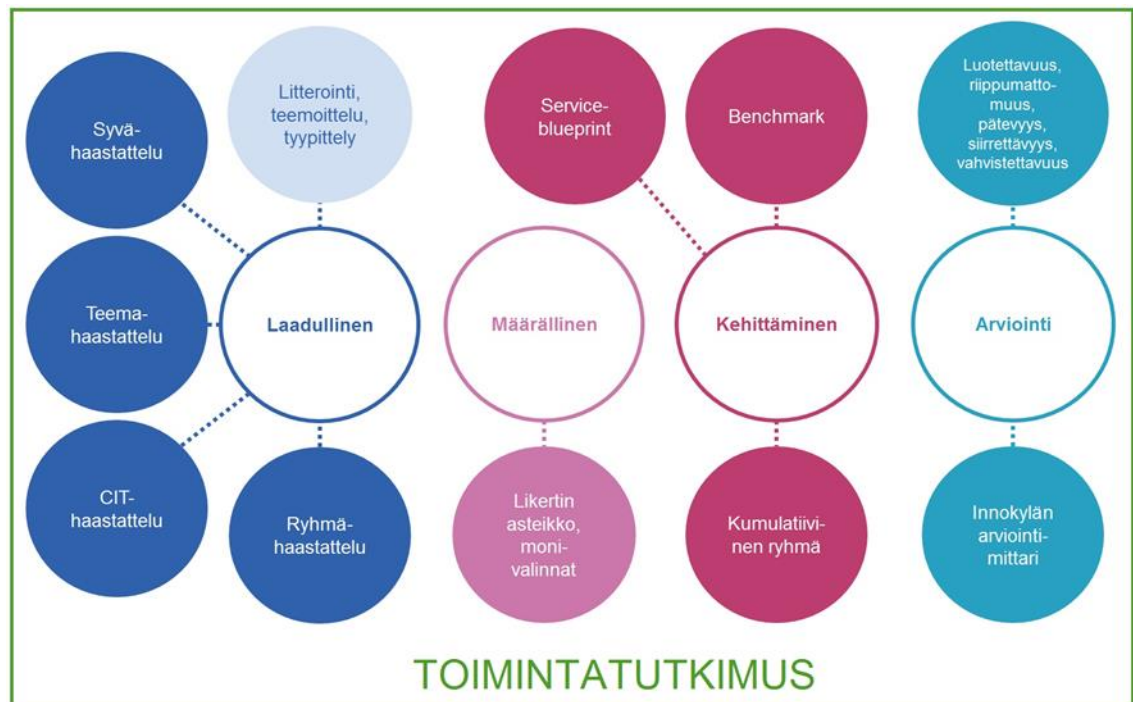 Syvä-
haastattelu
Litterointi,
teemoittelu,
tyypittely
Service-
blueprint
Benchmark
Luotettavuus,
riippumatto-
muus,
pätevyys,
siirrettävyys,
vahvistettavuus
Teema-
haastattelu
Laadullinen
Määrällinen
Kehittäminen
Arviointi
CIT-
haastattelu
Ryhmä-
haastattelu
Likertin
asteikko,
moni-
valinnat
Kumulatiivi-
nen ryhmä
Innokylän
arviointi-
mittari
TOIMINTATUTKIMUS